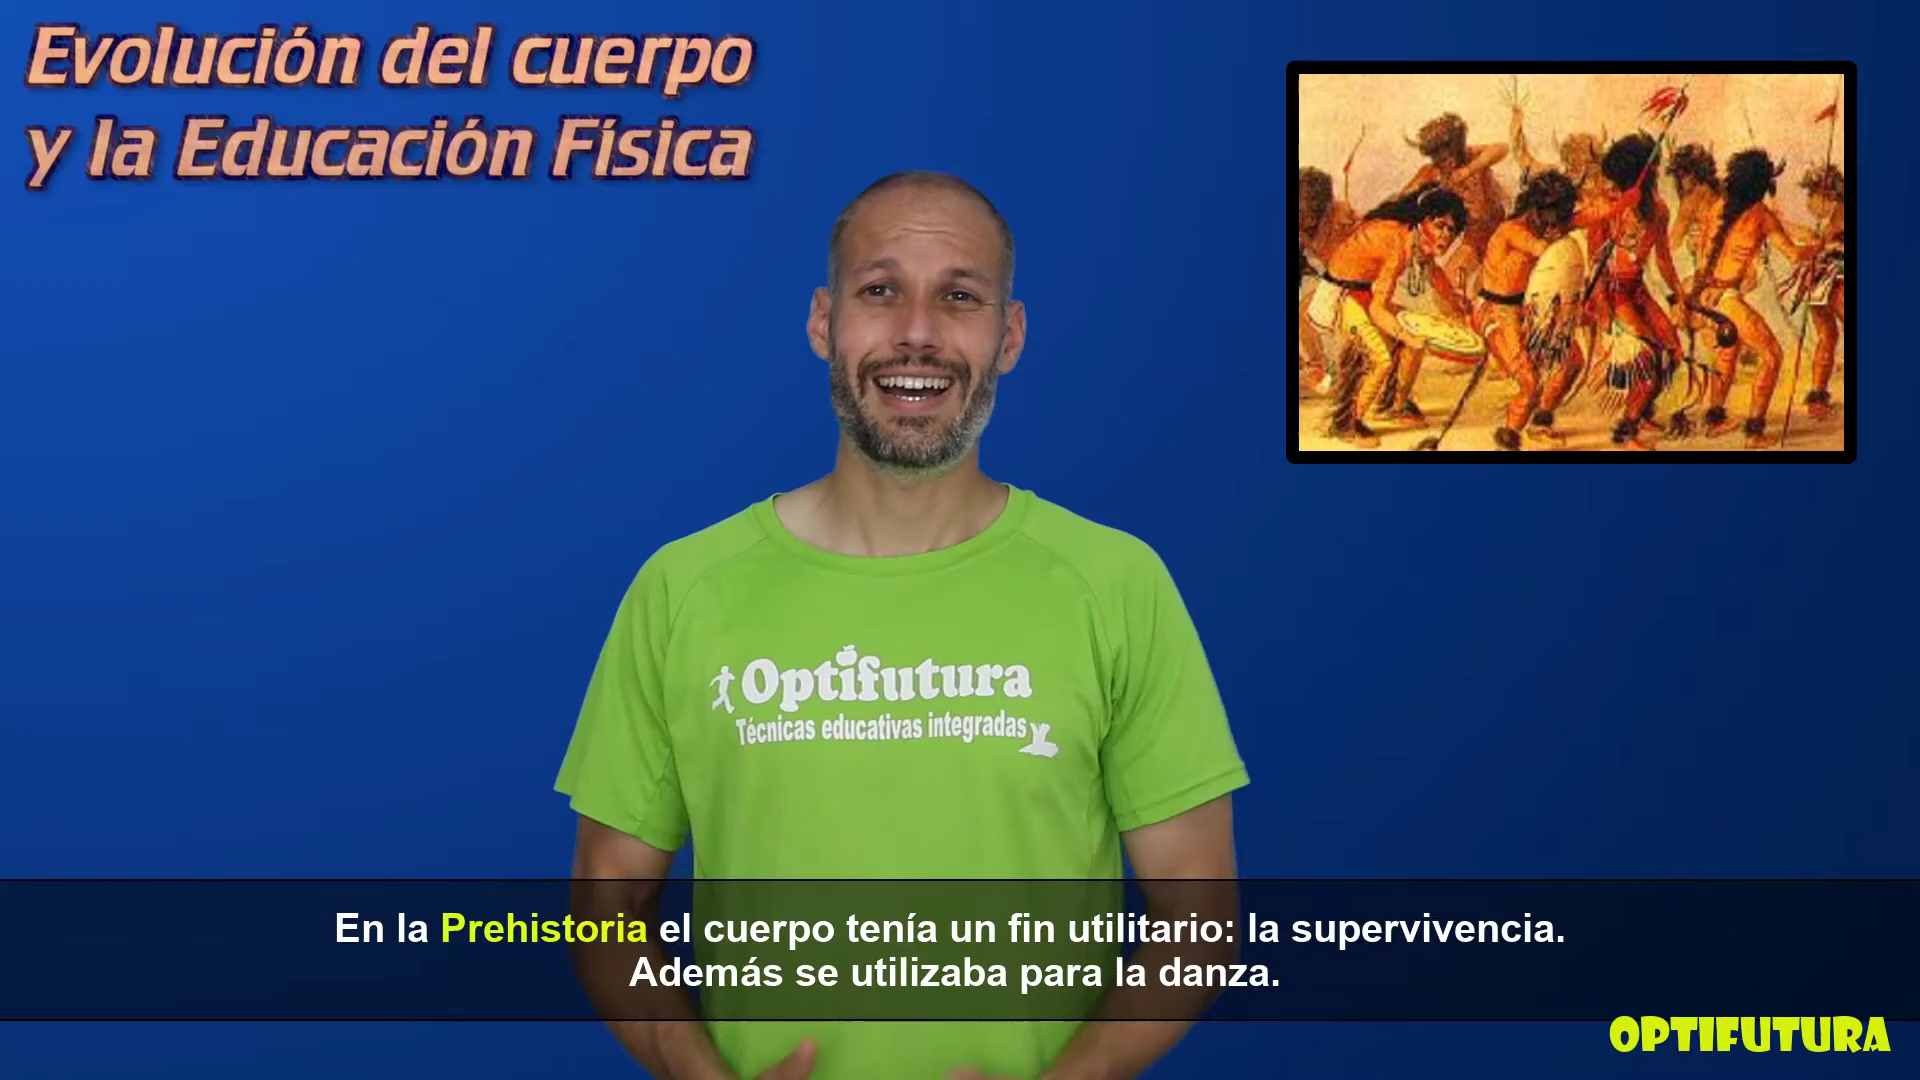 Evolución del cuerpo
y la Educación Física
Optifutura
Técnicas educativas integradas
En la Prehistoria el cuerpo tenía un fin utilitario: la supervivencia.
Además se utilizaba para la danza.
OPTIFUTURA